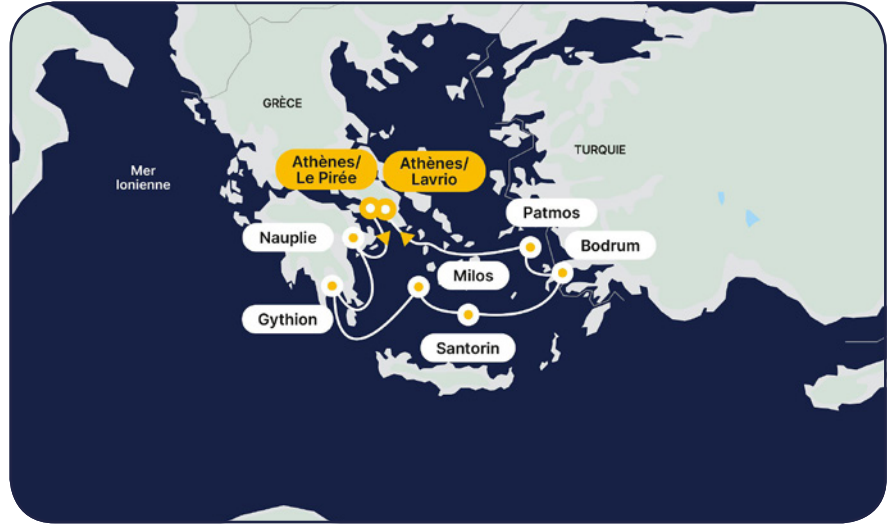 GRÈCE
TURQUIE
Mer
Ionienne
Athènes/
Le Pirée
Athènes/
Lavrio
Patmos
Nauplie
Bodrum
Milos
Gythion
Santorin